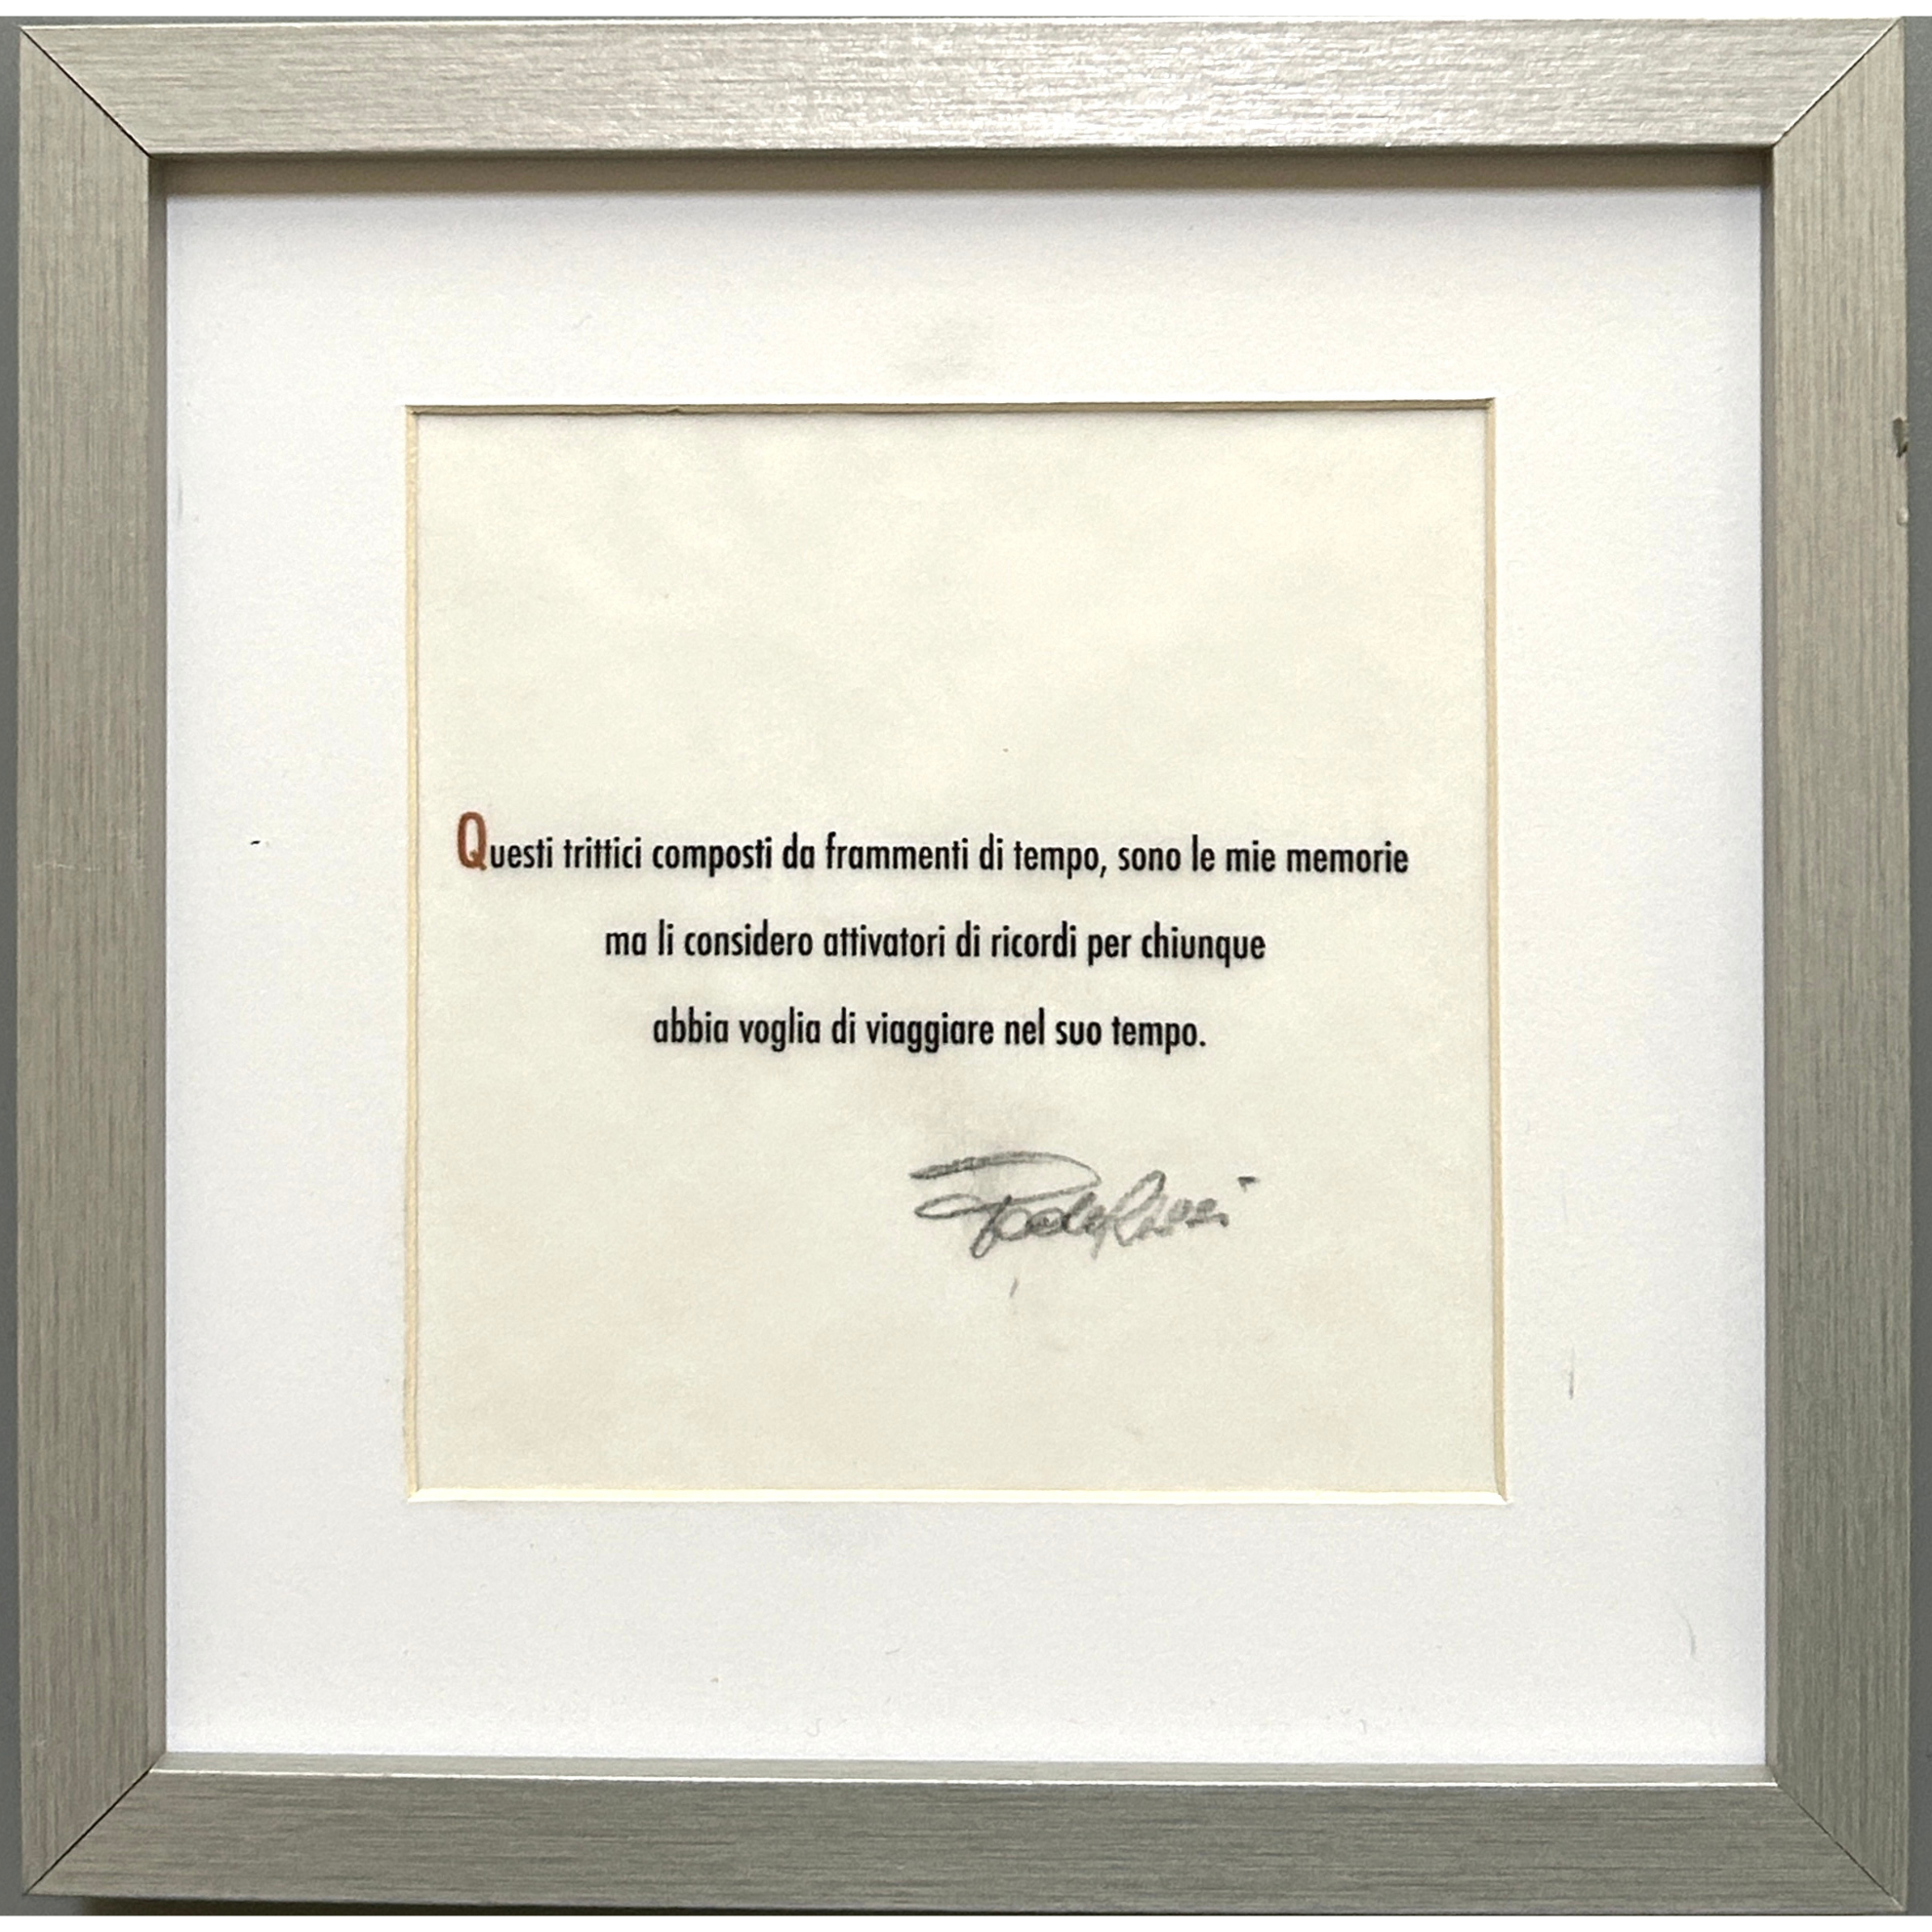 Questi trittici composti da frammenti di tempo, sono le mie memorie
ma li considero attivatori di ricordi per chiunque
abbia voglia di viaggiare nel suo tempo.